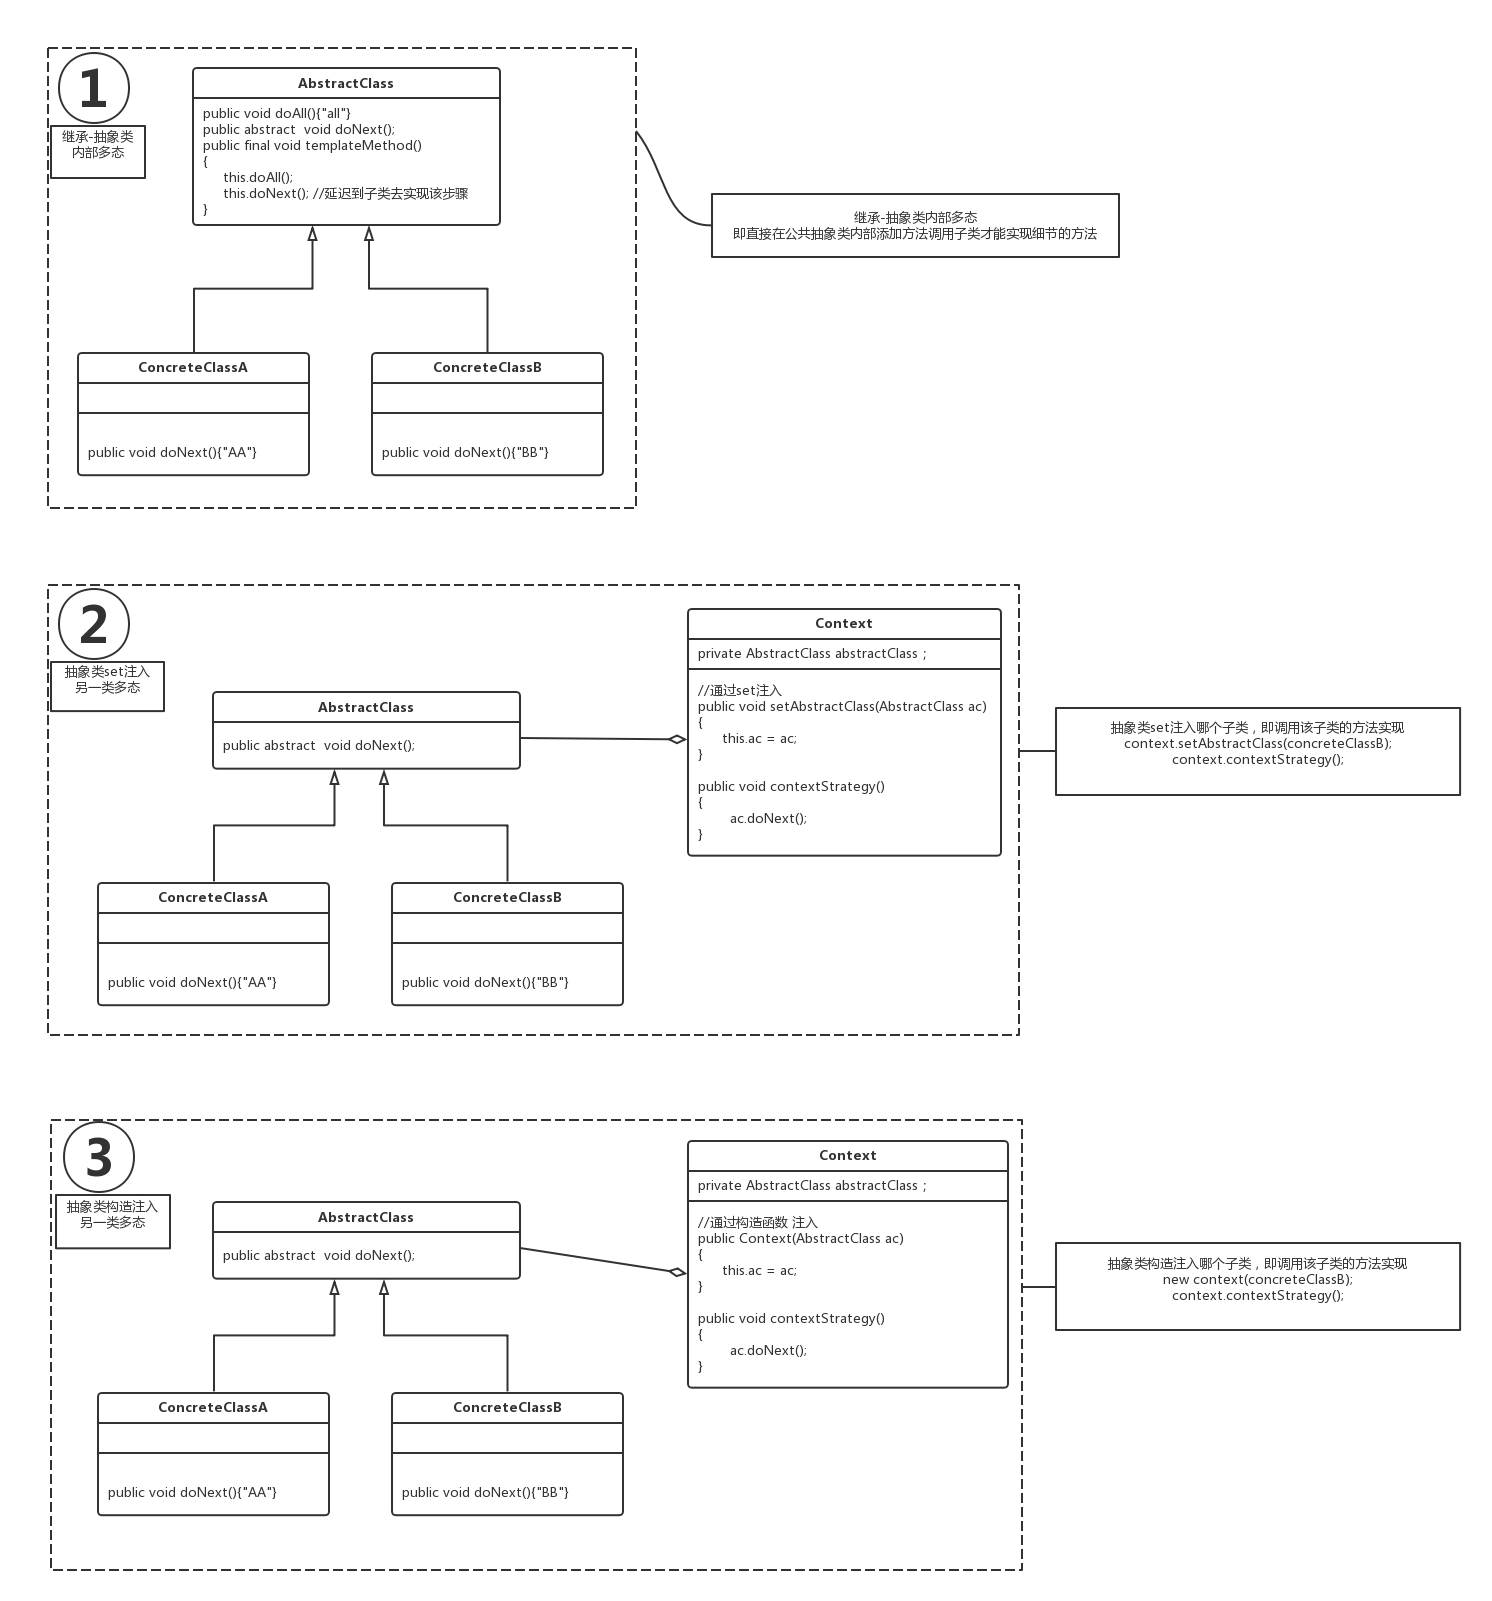 1
继承-抽象类
内部多态
AbstractClass
public void doAll(){"all"}
public abstract  void doNext();
public final void templateMethod()
{
this.doAll();
this.doNext(); //延迟到子类去实现该步骤
}
继承-抽象类内部多态
即直接在公共抽象类内部添加方法调用子类才能实现细节的方法
ConcreteClassA
public void doNext(){"AA"}
ConcreteClassB
public void doNext(){"BB"}
2
抽象类set注入
另一类多态
AbstractClass
public abstract  void doNext();
Context
private AbstractClass abstractClass ;
//通过set注入
public void setAbstractClass(AbstractClass ac)
{
this.ac = ac;
}
public void contextStrategy()
{
ac.doNext();
}
抽象类set注入哪个子类，即调用该子类的方法实现
context.setAbstractClass(concreteClassB);
context.contextStrategy();
ConcreteClassA
public void doNext(){"AA"}
ConcreteClassB
public void doNext(){"BB"}
3
抽象类构造注入
另一类多态
AbstractClass
public abstract  void doNext();
Context
private AbstractClass abstractClass ;
//通过构造函数 注入
public Context(AbstractClass ac)
{
this.ac = ac;
}
public void contextStrategy()
{
ac.doNext();
}
抽象类构造注入哪个子类，即调用该子类的方法实现
new context(concreteClassB);
context.contextStrategy();
ConcreteClassA
public void doNext(){"AA"}
ConcreteClassB
public void doNext(){"BB"}